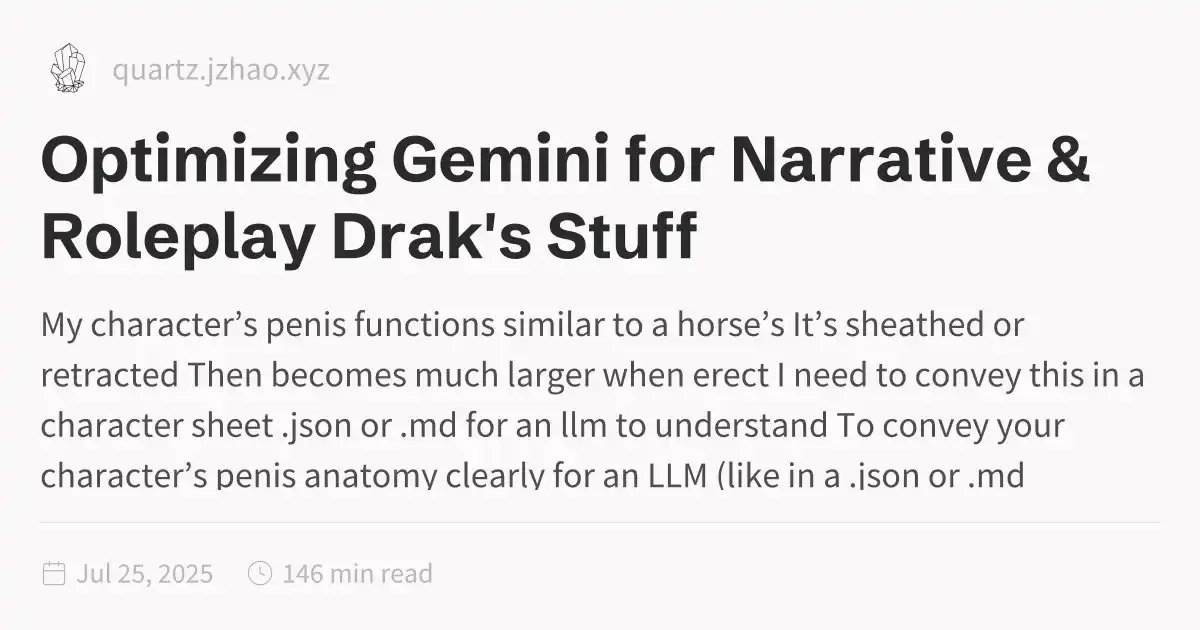 quartz.jzhao.xyz
Optimizing Gemini for Narrative &
Roleplay Drak's Stuff
My character’s penis functions similar to a horse’s It’s sheathed or
retracted Then becomes much larger when erect I need to convey this in a
character sheet .json or .md for an llm to understand To convey your
character’s penis anatomy clearly for an LLM (like in a .json or .md
Jul 25, 2025 146 min read